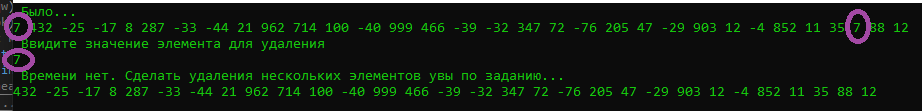 Было...
7 432 -25 -17 8 287 -33 -44 21 962 714 100 -40 999 466 -39 -32 347 72 -76 205 47 -29 903 12 -4 852 11 35 7 88 12
Ввидите значение элемента для удаления
7
Времени нет. Сделать удаления нескольких элементов увы по заданию...
432 -25 -17 8 287 -33 -44 21 962 714 100 -40 999 466 -39 -32 347 72 -76 205 47 -29 903 12 -4 852 11 35 88 12